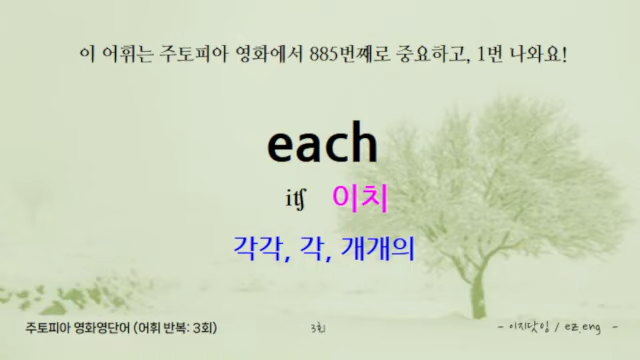 이 어휘는 주토피아 영화에서 885번째로 중요하고, 1번 나와요!
each
itʃ 이치
각각, 각, 개개의
주토피아 영화영단어 (어휘 반복: 3회) 3회 - 이지닷잉 / ez.eng -